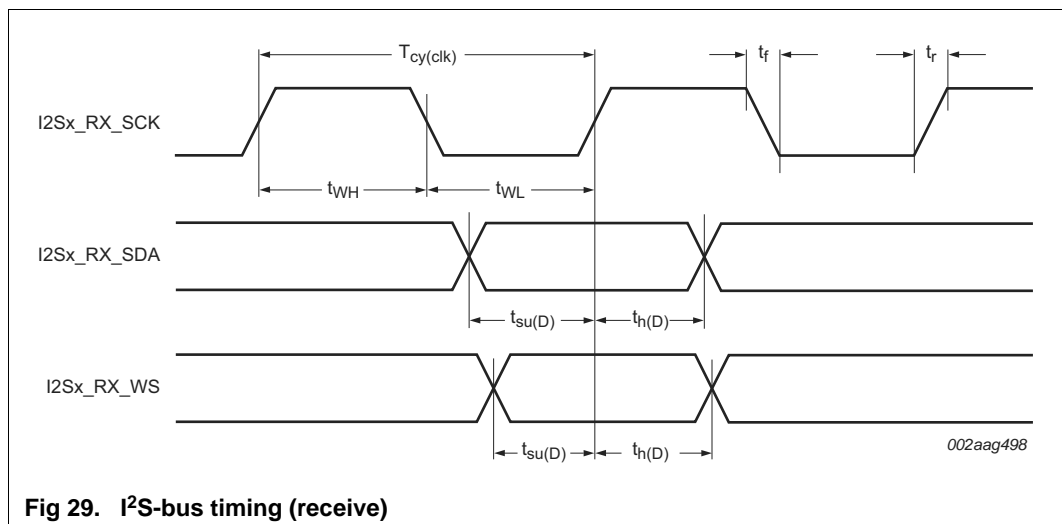 T_cy(clk)
t_f
t_r
I2Sx_RX_SCK
t_WH
t_WL
I2Sx_RX_SDA
t_su(D)
t_h(D)
I2Sx_RX_WS
t_su(D)
t_h(D)
002aag498
Fig 29. I²S-bus timing (receive)